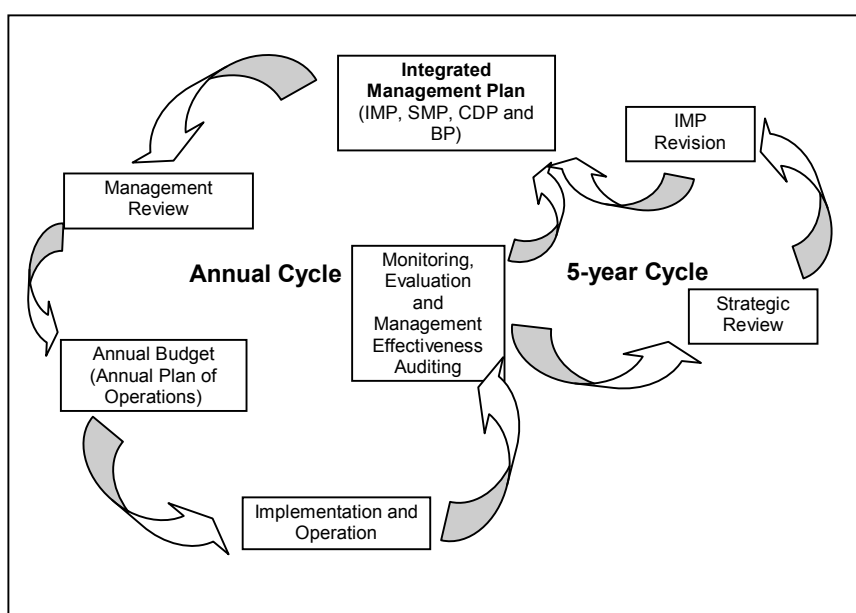 Integrated
Management Plan
(IMP, SMP, CDP and
BP)
IMP
Revision
Management
Review
Annual Cycle
Monitoring,
Evaluation
and
Management
Effectiveness
Auditing
5-year Cycle
Strategic
Review
Annual Budget
(Annual Plan of
Operations)
Implementation and
Operation